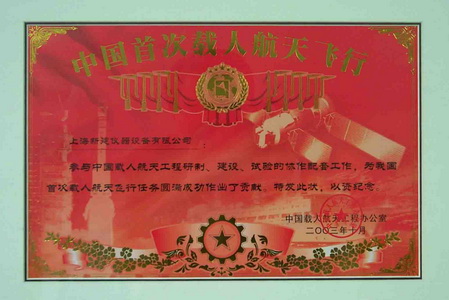 中国首次载人航天飞行
上海新建仪器设备有限公司：
参与中国载人航天工程研制、建设、试验的协作配套工作，为我国
首次载人航天飞行任务圆满成功作出了贡献，特发此状，以资纪念。
中国载人航天工程办公室
二〇〇三年十月